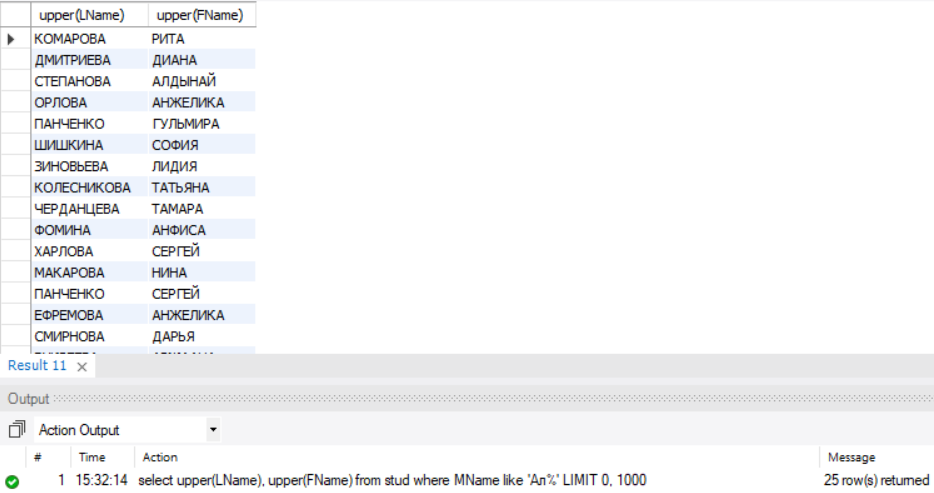 upper(LName) upper(FName)
КОМАРОВА РИТА
ДМИТРИЕВА ДИАНА
СТЕПАНОВА АЛДЫНАЙ
ОРЛОВА АНЖЕЛИКА
ПАНЧЕНКО ГУЛЬМИРА
ШИШКИНА СОФИЯ
ЗИНОВЬЕВА ЛИДИЯ
КОЛЕСНИКОВА ТАТЬЯНА
ЧЕРДАНЦЕВА ТАМАРА
ФОМИНА АНФИСА
ХАРЛОВА СЕРГЕЙ
МАКАРОВА НИНА
ПАНЧЕНКО СЕРГЕЙ
ЕФРЕМОВА АНЖЕЛИКА
СМИРНОВА ДАРЬЯ
Result 11
Output
Action Output
# Time Action Message
1 15:32:14 select upper(LName), upper(FName) from stud where MName like 'Ал%' LIMIT 0, 1000 25 row(s) returned